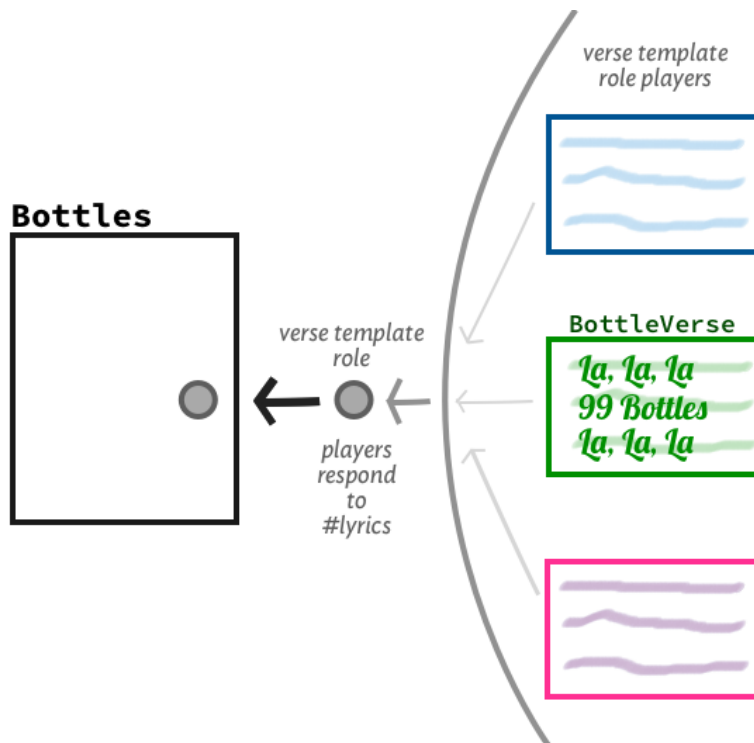 verse template
role players
Bottles
BottleVerse
verse template
role
La, La, La
99 Bottles
La, La, La
players
respond
to
#lyrics